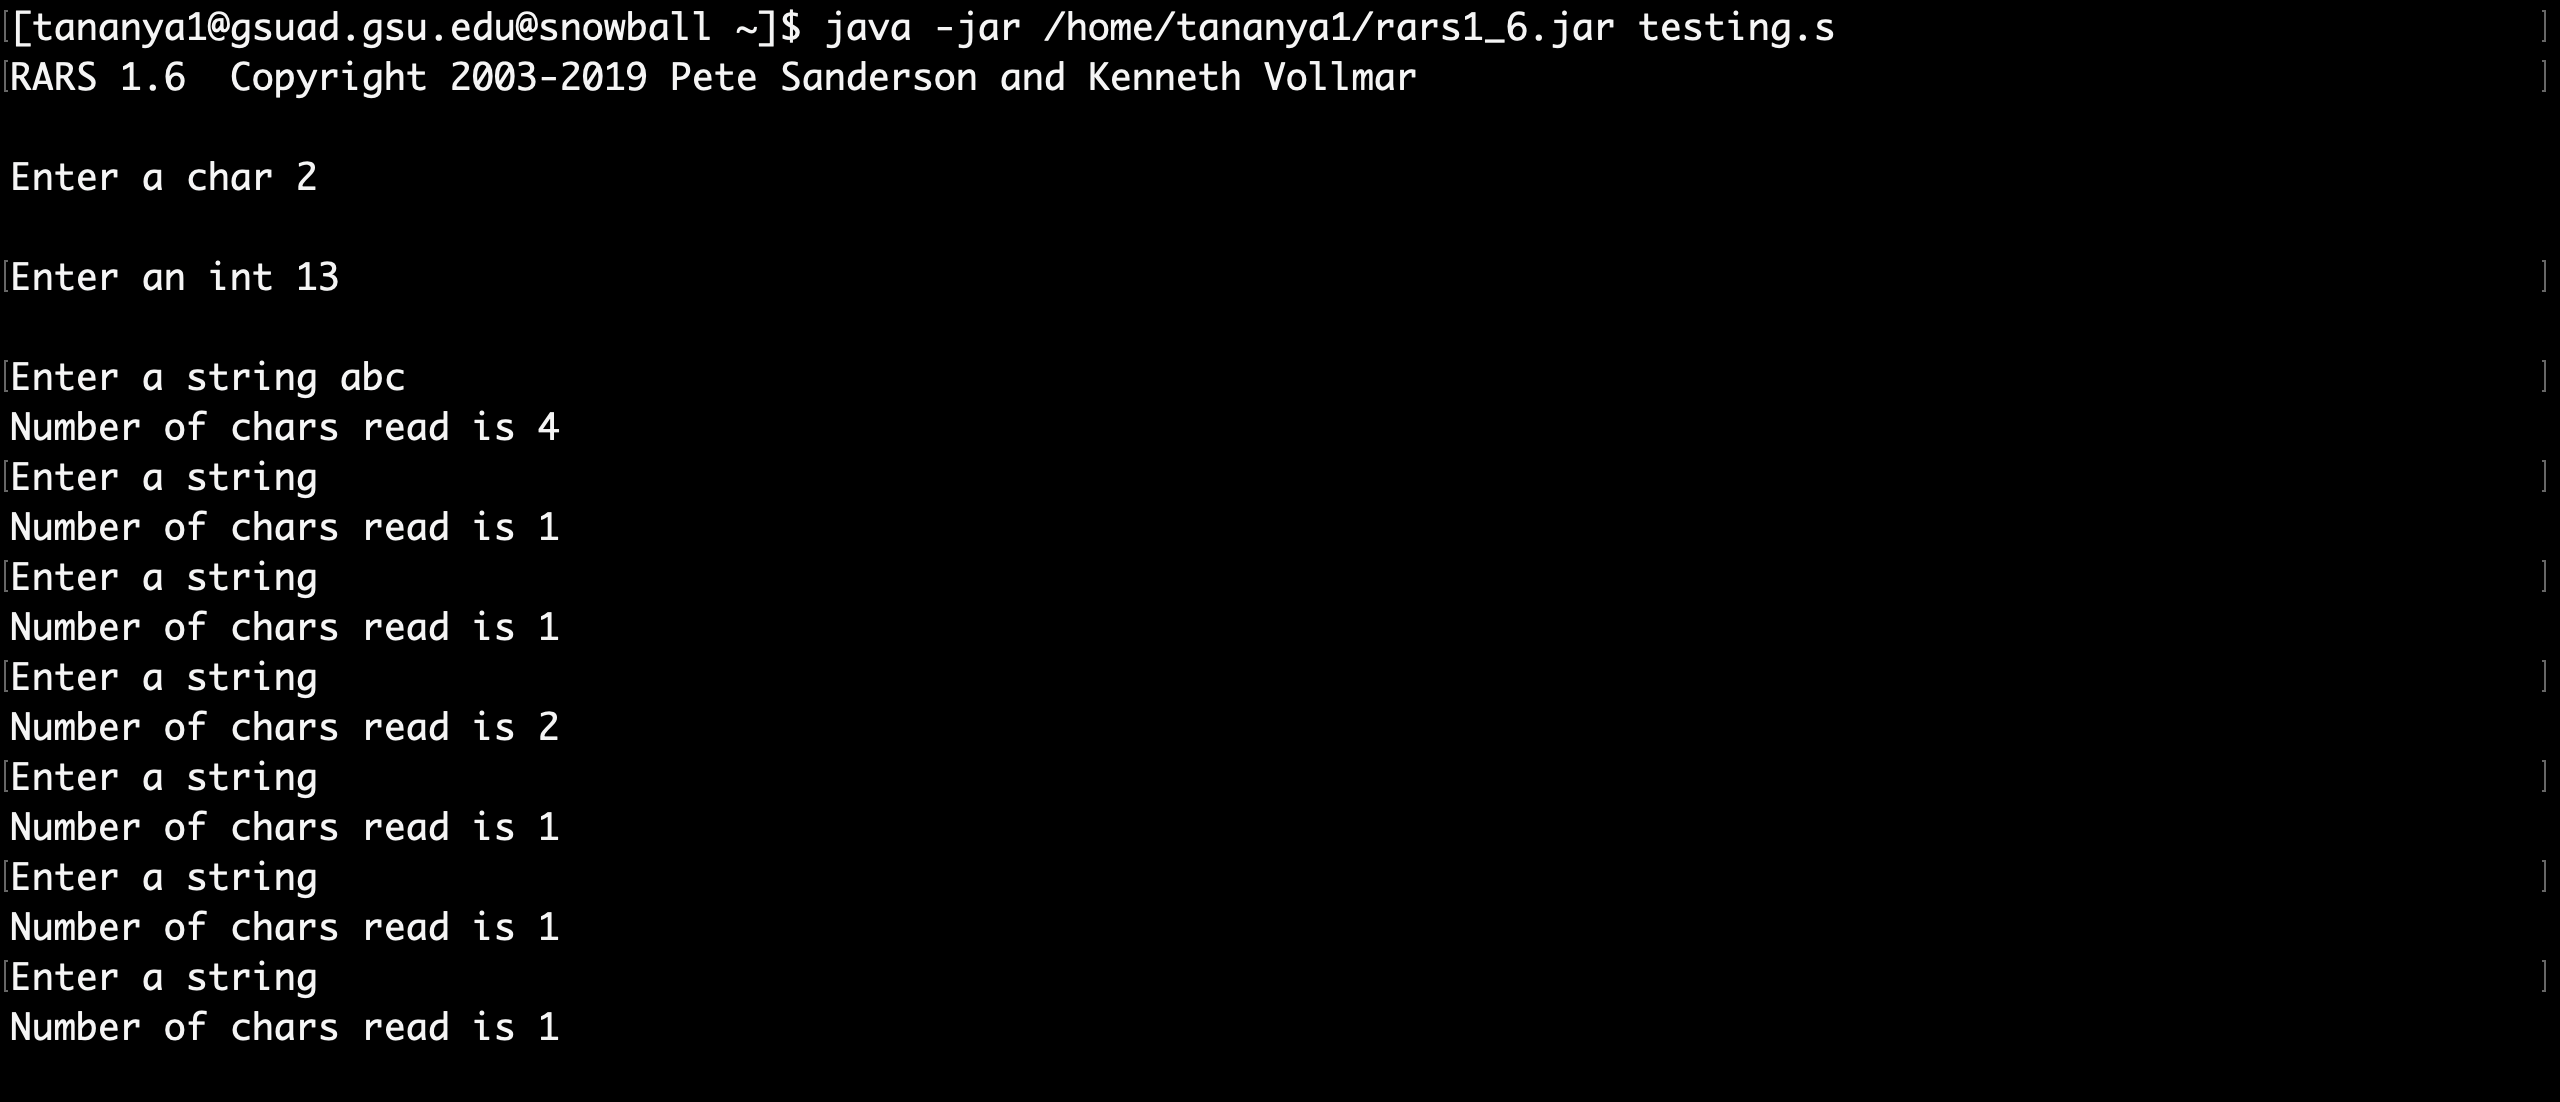 [tananya1@gsuad.gsu.edu@snowball ~]$ java -jar /home/tananya1/rars1_6.jar testing.s
RARS 1.6  Copyright 2003-2019 Pete Sanderson and Kenneth Vollmar
Enter a char 2
Enter an int 13
Enter a string abc
Number of chars read is 4
Enter a string
Number of chars read is 1
Enter a string
Number of chars read is 1
Enter a string
Number of chars read is 2
Enter a string
Number of chars read is 1
Enter a string
Number of chars read is 1
Enter a string
Number of chars read is 1